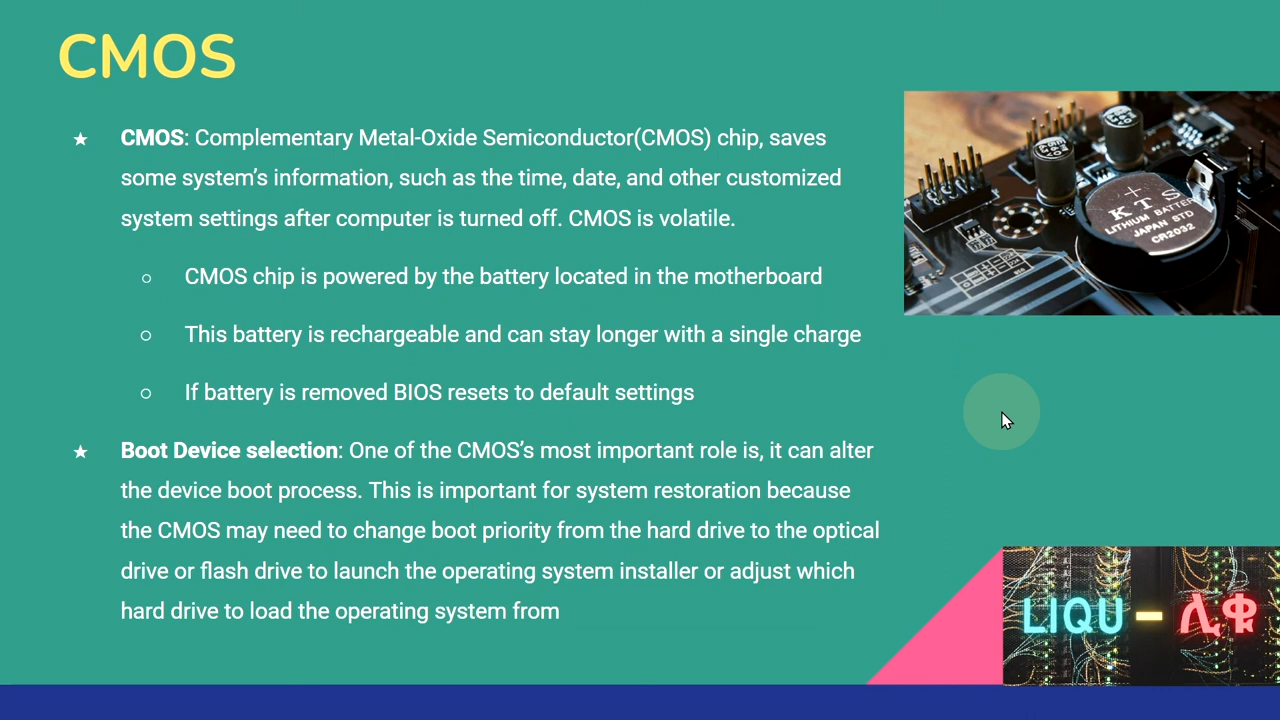 CMOS
★ CMOS: Complementary Metal-Oxide Semiconductor(CMOS) chip, saves
some system's information, such as the time, date, and other customized
system settings after computer is turned off. CMOS is volatile.
○ CMOS chip is powered by the battery located in the motherboard
○ This battery is rechargeable and can stay longer with a single charge
○ If battery is removed BIOS resets to default settings
★ Boot Device selection: One of the CMOS's most important role is, it can alter
the device boot process. This is important for system restoration because
the CMOS may need to change boot priority from the hard drive to the optical
drive or flash drive to launch the operating system installer or adjust which
hard drive to load the operating system from
+
KTS
LITHIUM BATTERY
JAPAN STD
CR2032
LIQU - ሊቁ